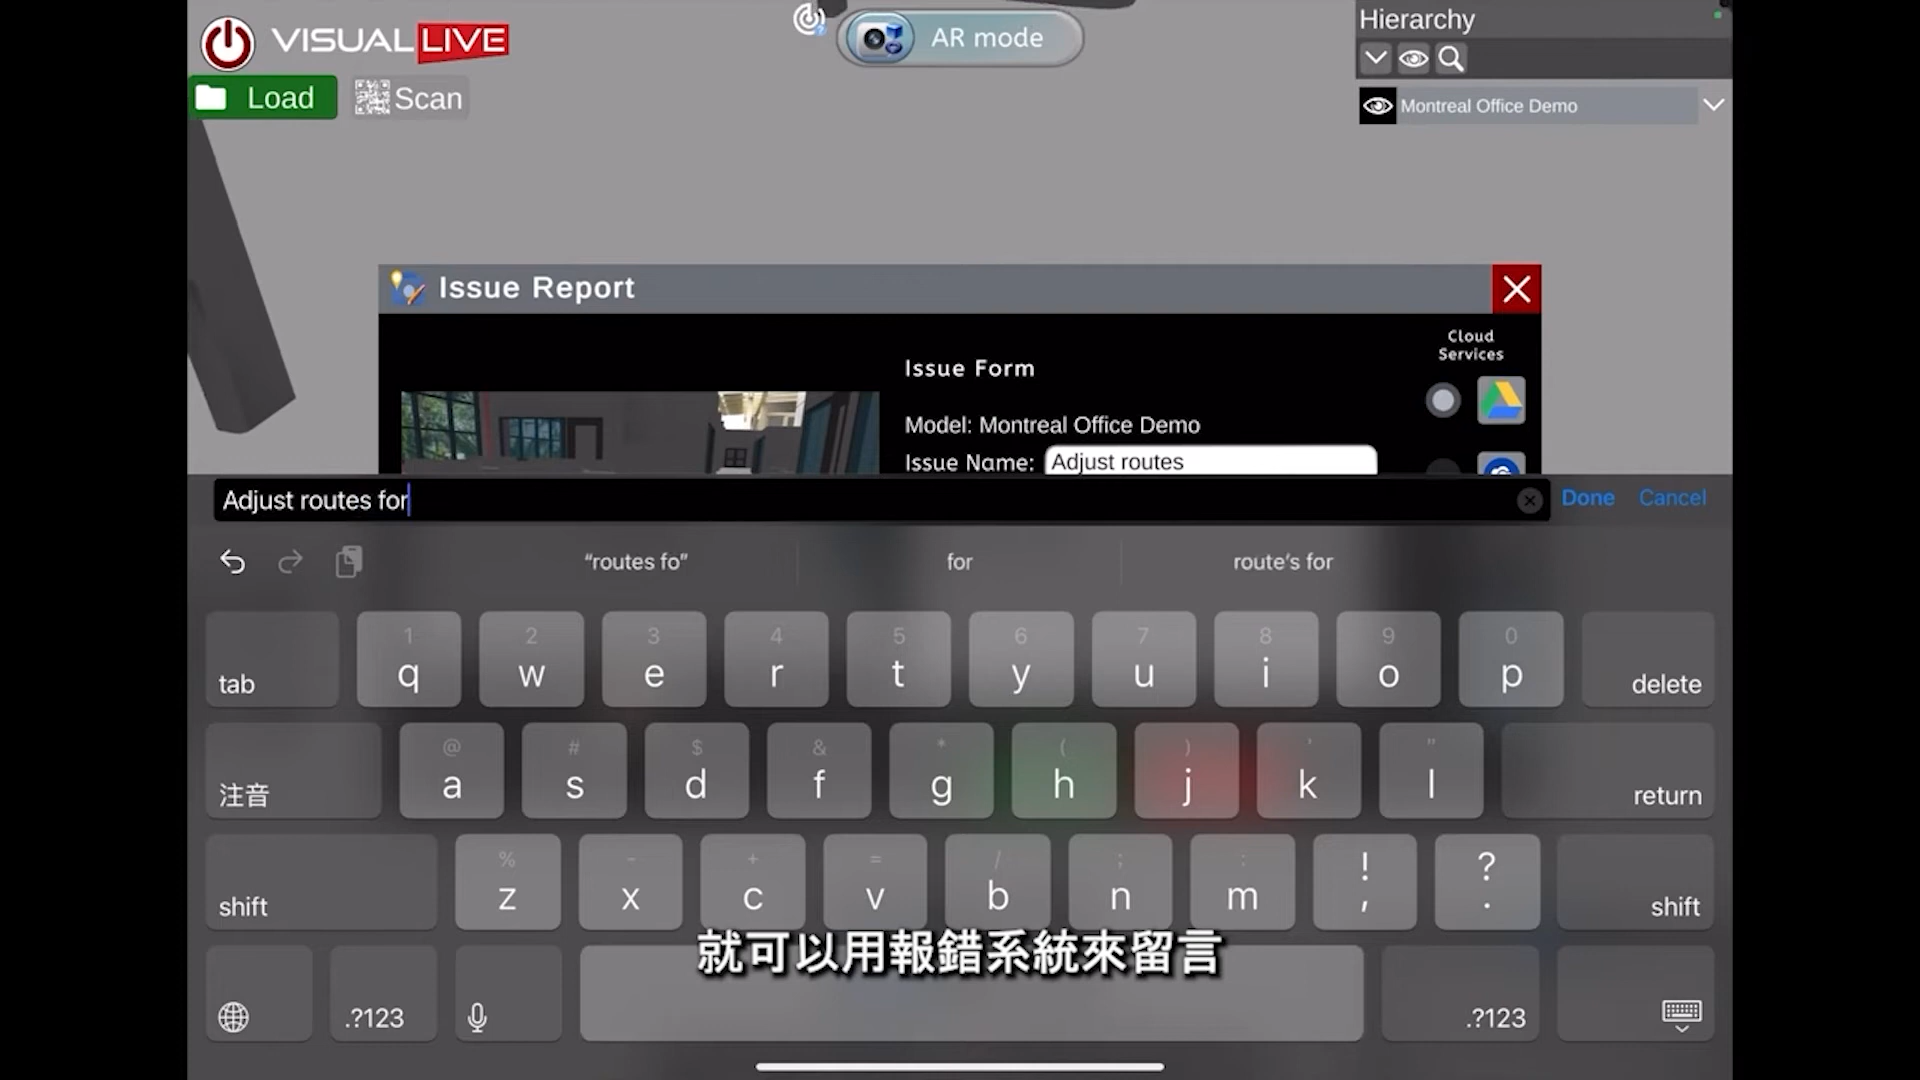 VISUAL LIVE
AR mode
Hierarchy
Load
Scan
Montreal Office Demo
Issue Report
Cloud
Services
Issue Form
Model: Montreal Office Demo
Issue Name: Adjust routes
Adjust routes for
Done
Cancel
“routes fo”
for
route’s for
tab
1
q
2
w
3
e
4
r
5
t
6
y
7
u
8
i
9
o
0
p
delete
注音
@
a
#
s
$
d
&
f
*
g
(
h
)
j
'
k
"
l
return
shift
%
z
-
x
+
c
=
v
/
b
;
n
:
m
!
,
?
.
shift
就可以用報錯系統來留言
.?123
.?123